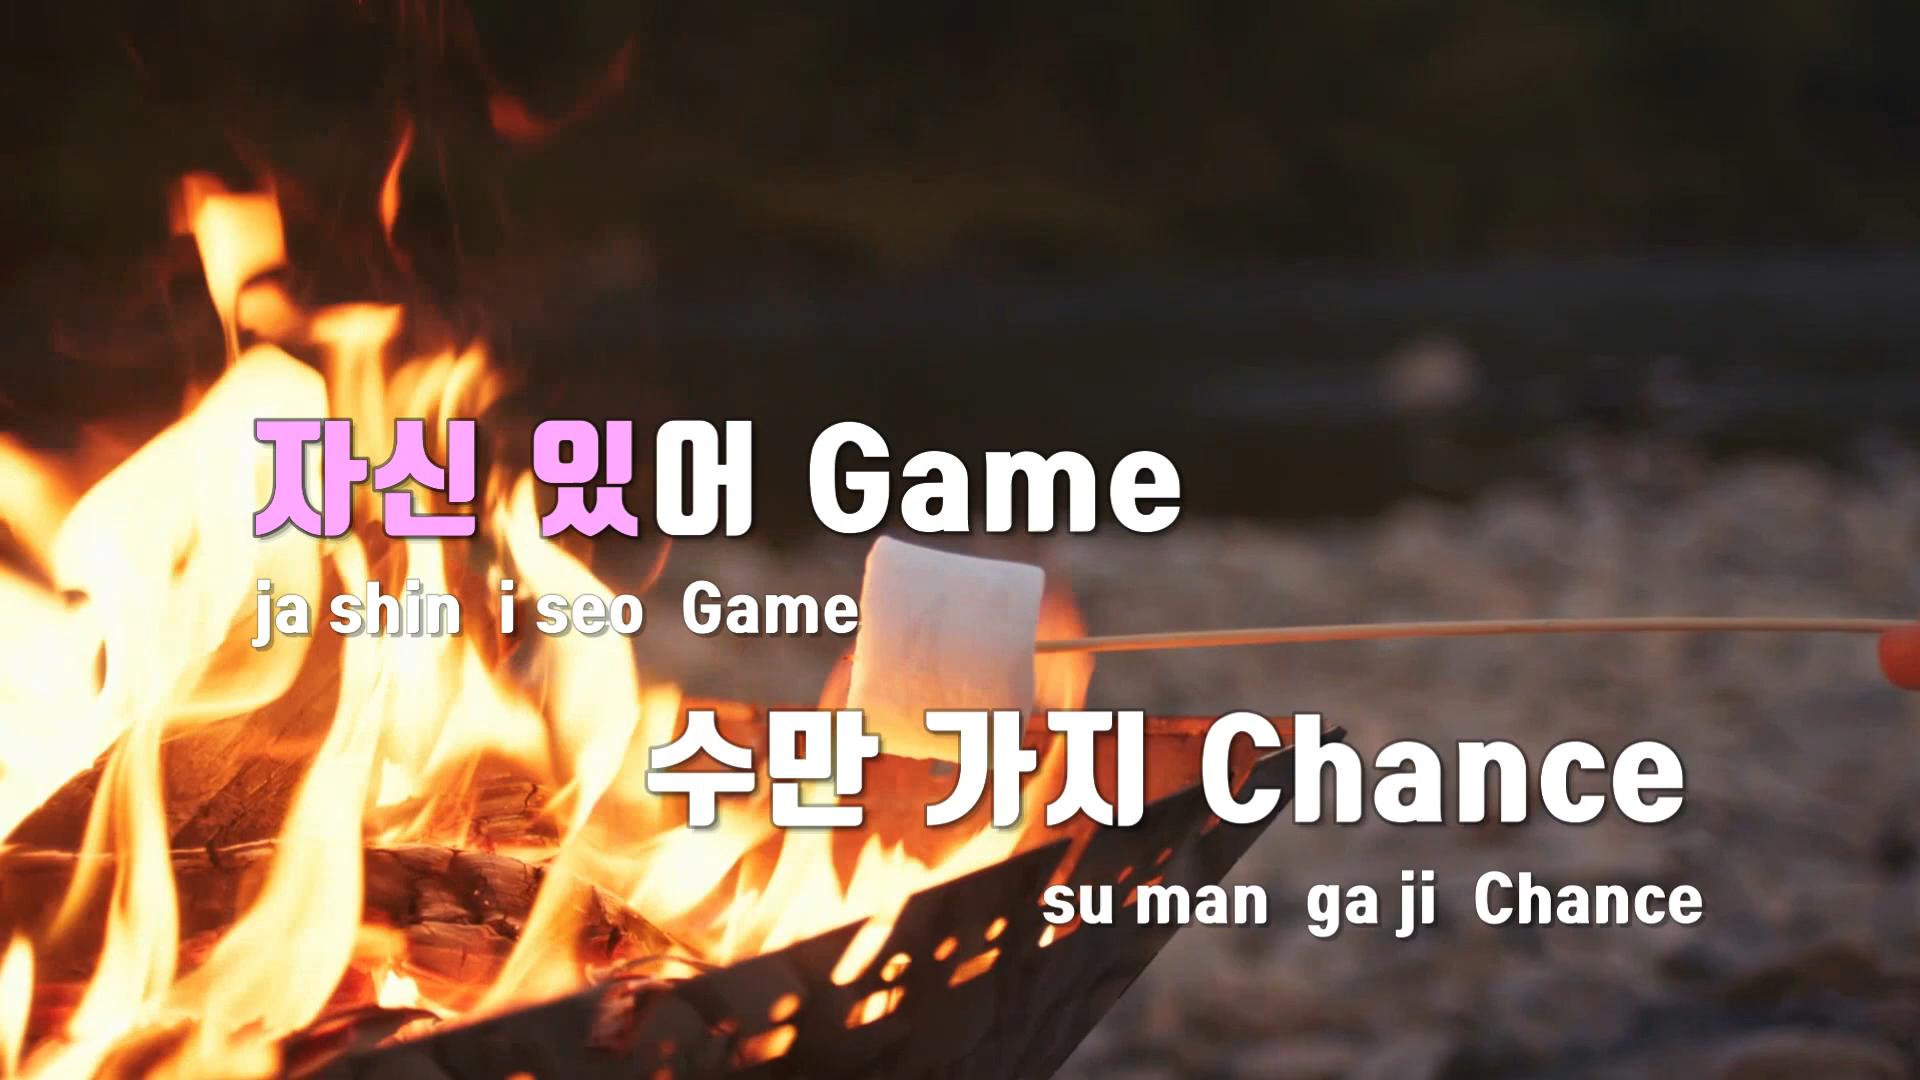 자신 있어 Game
ja shin i seo Game
수만 가지 Chance
su man ga ji Chance